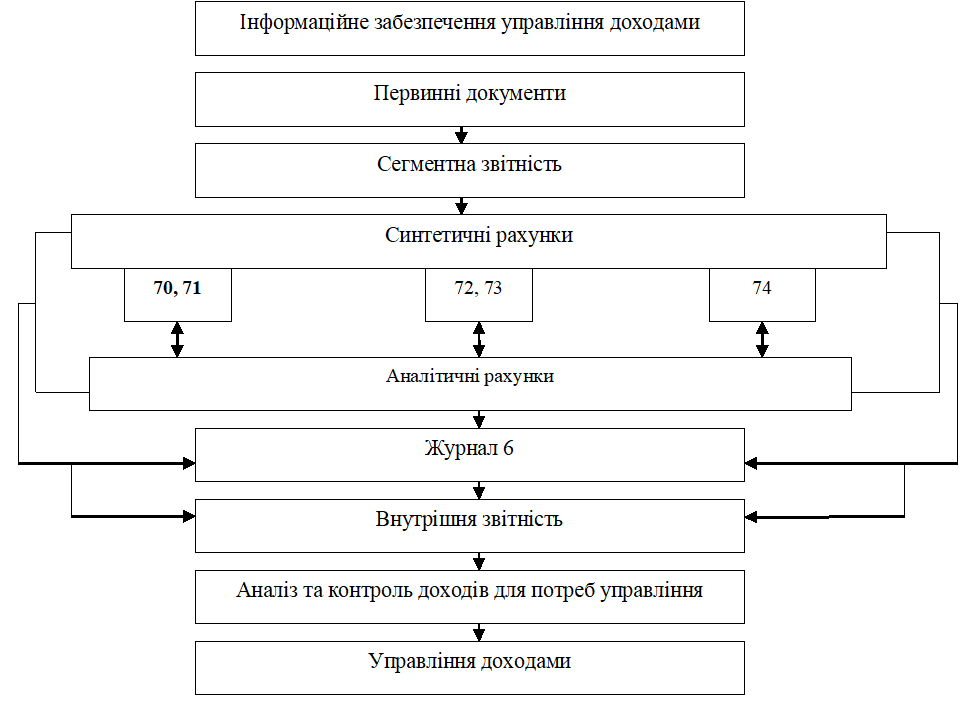 Інформаційне забезпечення управління доходами
Первинні документи
Сегментна звітність
Синтетичні рахунки
70, 71
72, 73
74
Аналітичні рахунки
Журнал 6
Внутрішня звітність
Аналіз та контроль доходів для потреб управління
Управління доходами